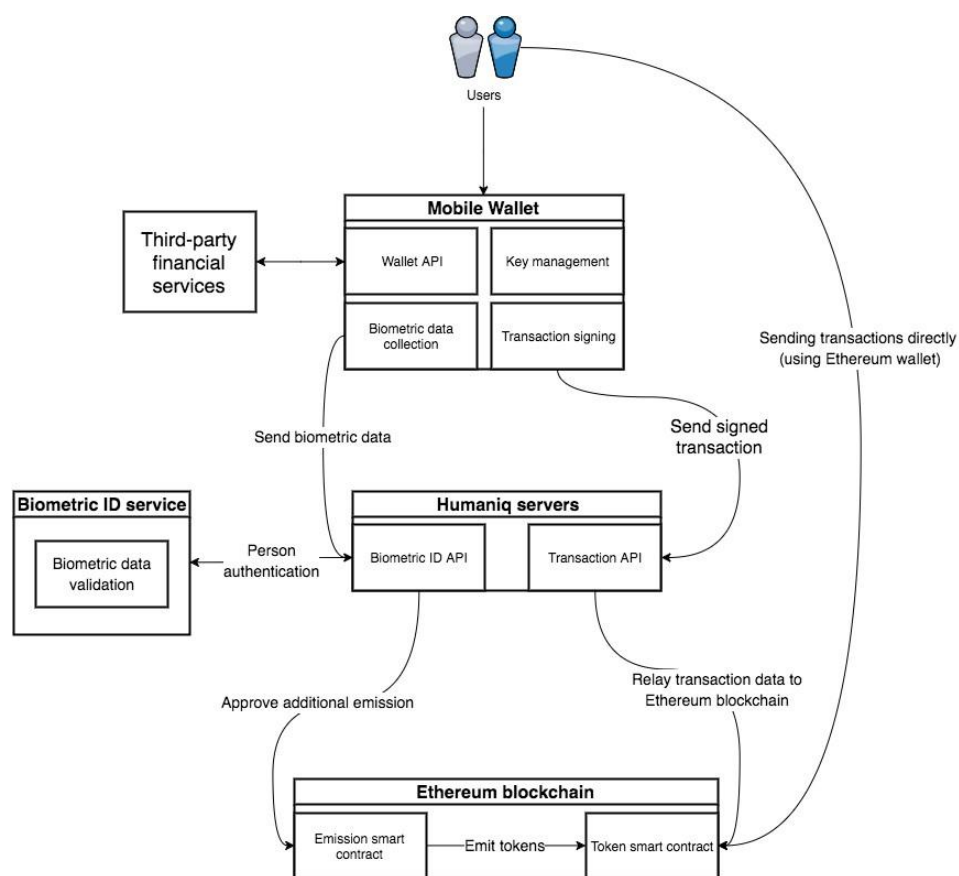 Users
Mobile Wallet
Third-party
financial
services
Wallet API
Key management
Biometric data
collection
Transaction signing
Sending transactions directly
(using Ethereum wallet)
Send biometric data
Send signed
transaction
Biometric ID service
Humaniq servers
Biometric data
validation
Person
authentication
Biometric ID API
Transaction API
Approve additional emission
Relay transaction data to
Ethereum blockchain
Ethereum blockchain
Emission smart
contract
Emit tokens
Token smart contract